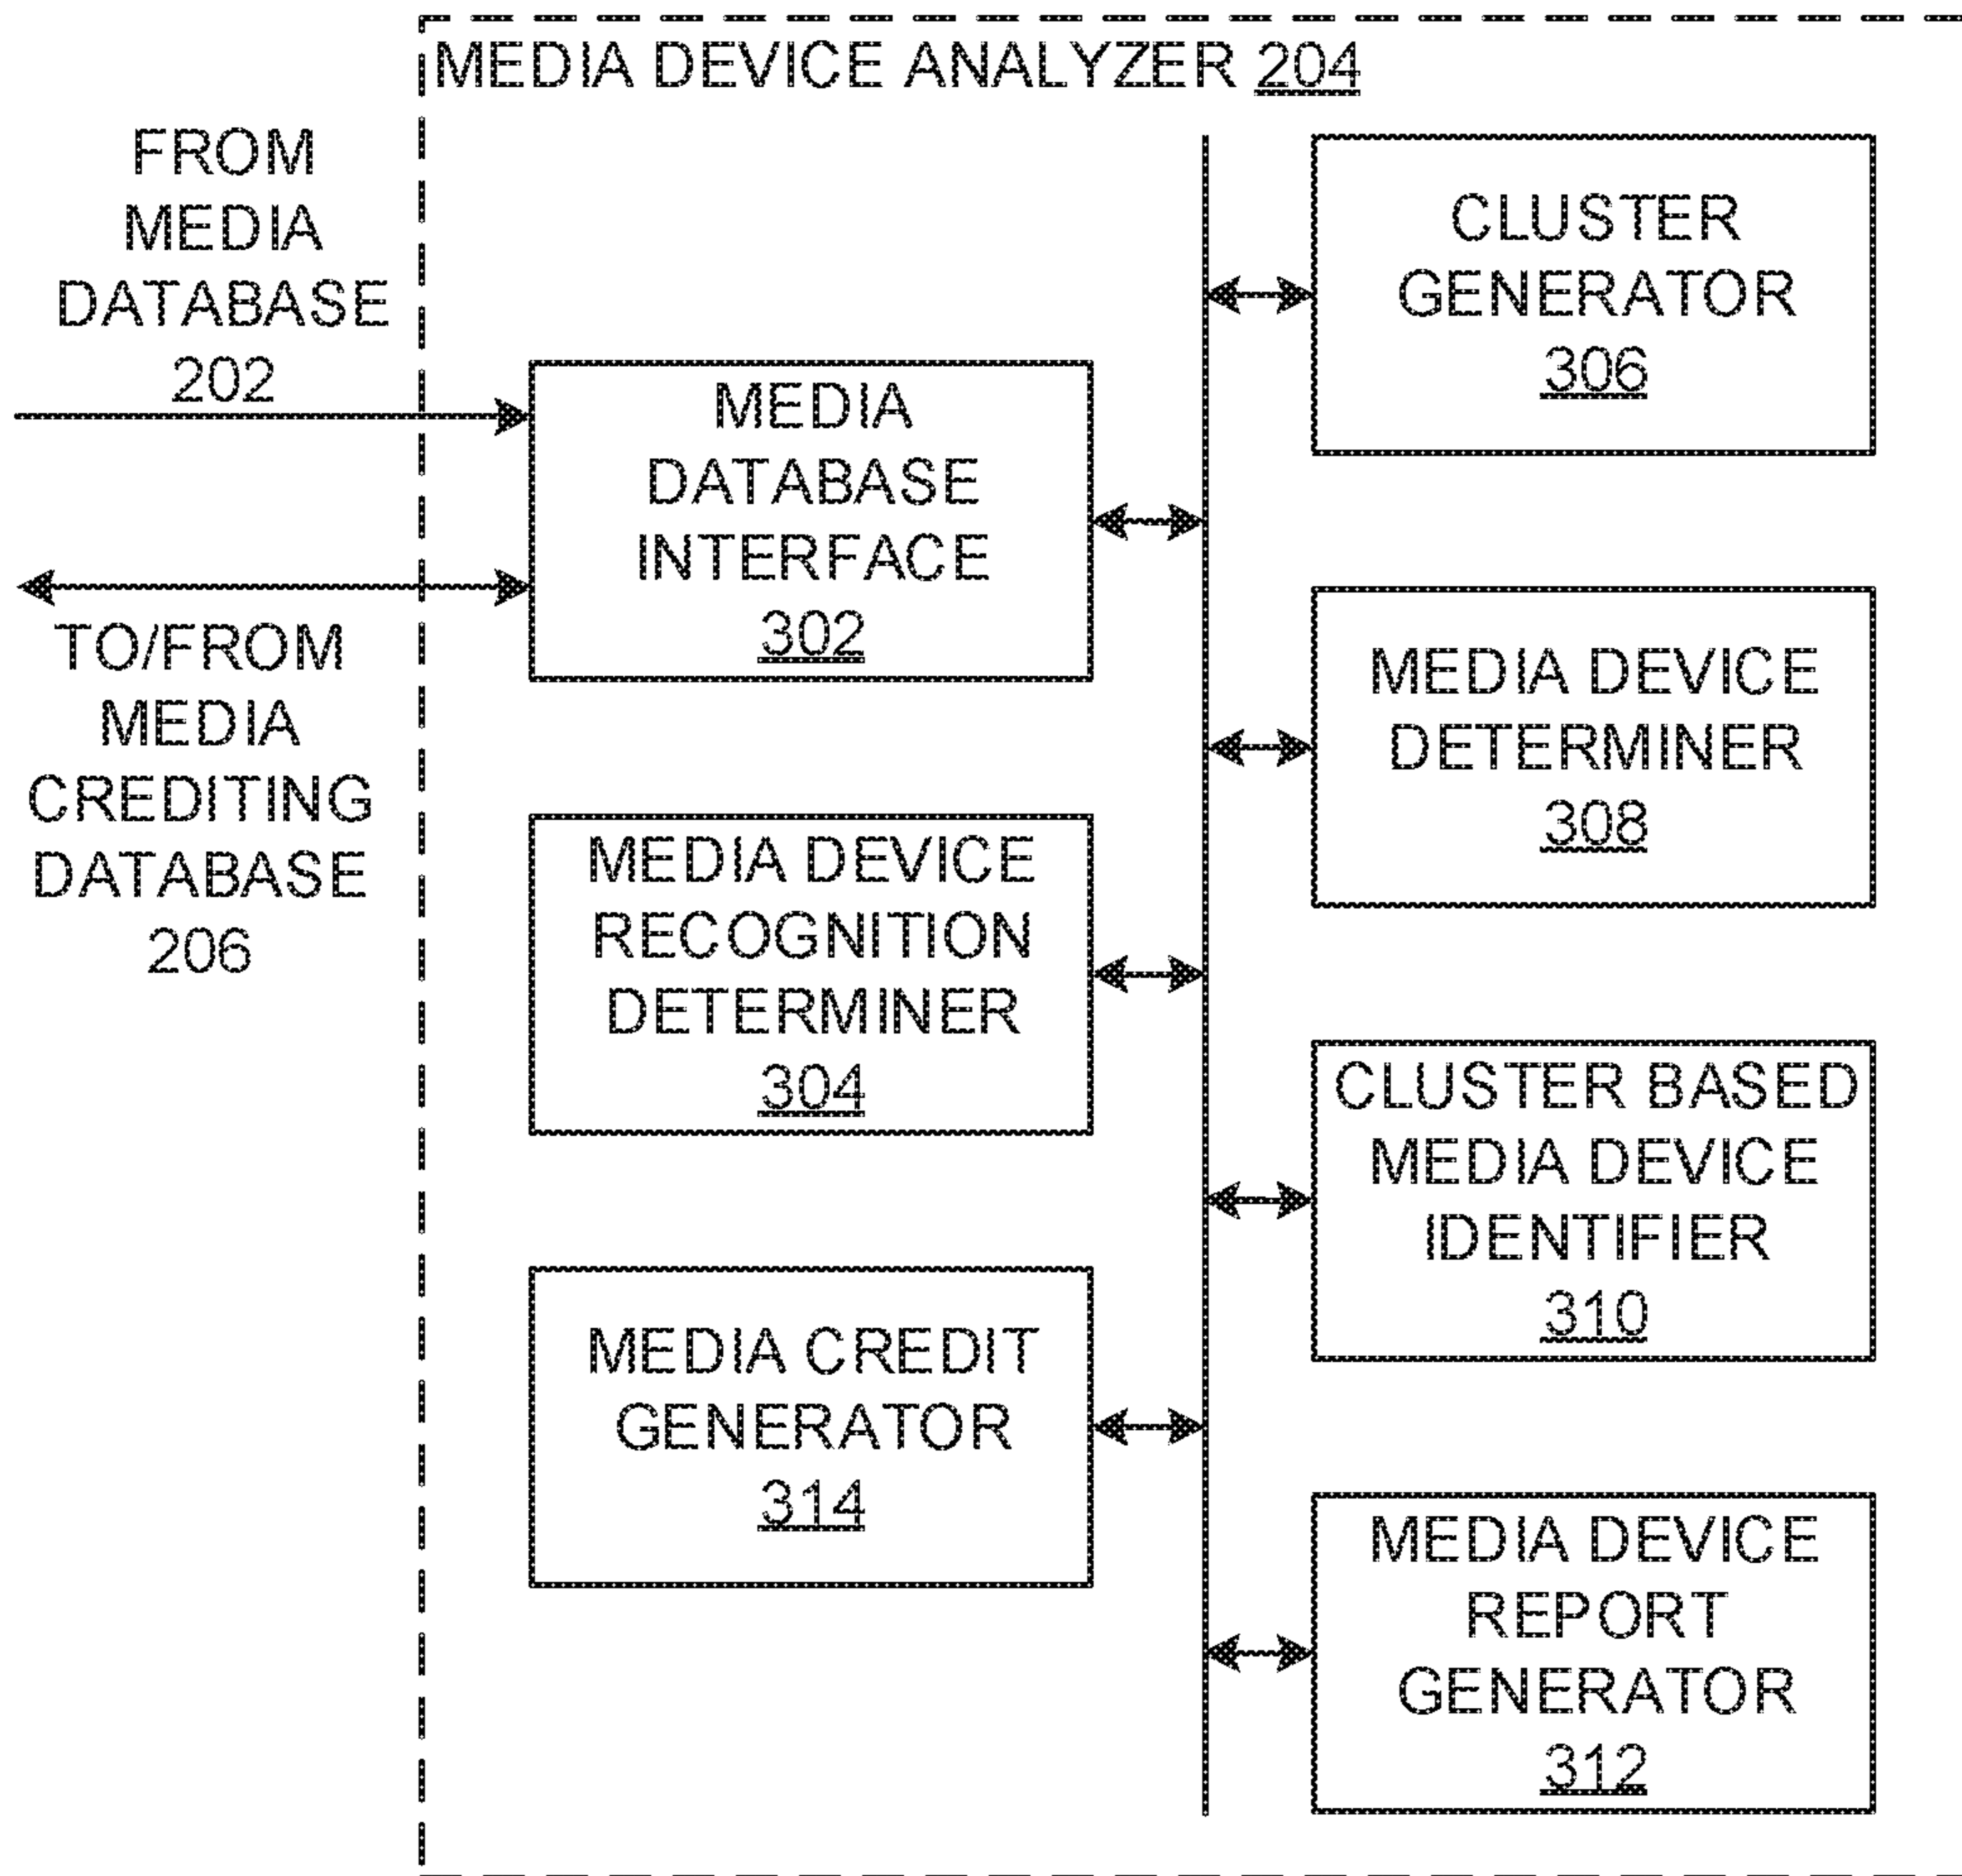 MEDIA DEVICE ANALYZER 204
FROM
MEDIA
DATABASE
202
TO/FROM
MEDIA
CREDITING
DATABASE
206
MEDIA
DATABASE
INTERFACE
302
MEDIA DEVICE
RECOGNITION
DETERMINER
304
MEDIA CREDIT
GENERATOR
314
CLUSTER
GENERATOR
306
MEDIA DEVICE
DETERMINER
308
CLUSTER BASED
MEDIA DEVICE
IDENTIFIER
310
MEDIA DEVICE
REPORT
GENERATOR
312